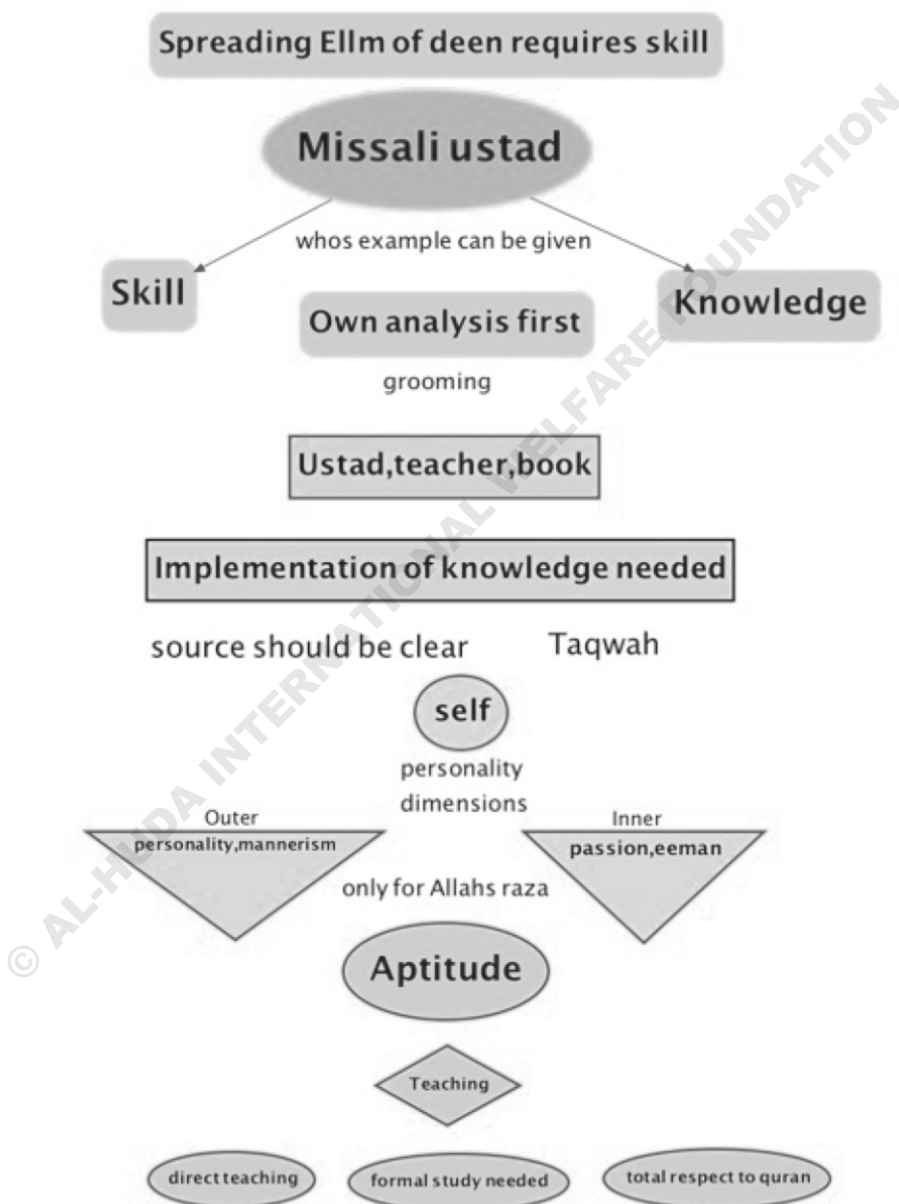 Spreading Ellm of deen requires skill
Missali ustad
whos example can be given
Skill
Knowledge
Own analysis first
grooming
Ustad,teacher,book
Implementation of knowledge needed
source should be clear
Taqwah
self
personality
dimensions
Outer
personality,mannerism
Inner
passion,eeman
only for Allahs raza
Aptitude
Teaching
direct teaching
formal study needed
total respect to quran
© AL-HUDA INTERNATIONAL WELFARE FOUNDATION